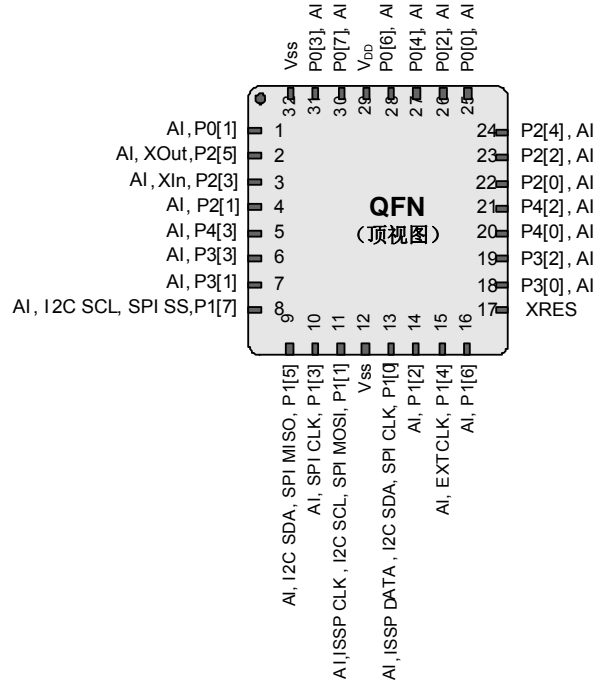 Vss
P0[3], AI
P0[7], AI
VDD
P0[6], AI
P0[4], AI
P0[2], AI
P0[0], AI
32
31
30
29
28
27
26
25
AI,P0[1] 1
AI, XOut,P2[5] 2
AI, XIn, P2[3] 3
AI, P2[1] 4
AI, P4[3] 5
AI, P3[3] 6
AI, P3[1] 7
AI, I2C SCL, SPI SS,P1[7] 8
QFN
(顶视图)
24 P2[4], AI
23 P2[2], AI
22 P2[0], AI
21 P4[2], AI
20 P4[0], AI
19 P3[2], AI
18 P3[0], AI
17 XRES
9
10
11
12
13
14
15
16
AI, I2C SDA, SPI MISO, P1[5]
AI, SPI CLK, P1[3]
AI,ISSP CLK, I2C SCL, SPI MOSI, P1[1]
Vss
AI,ISSP DATA, I2C SDA, SPI CLK, P1[0]
AI, P1[2]
AI, EXTCLK, P1[4]
AI, P1[6]